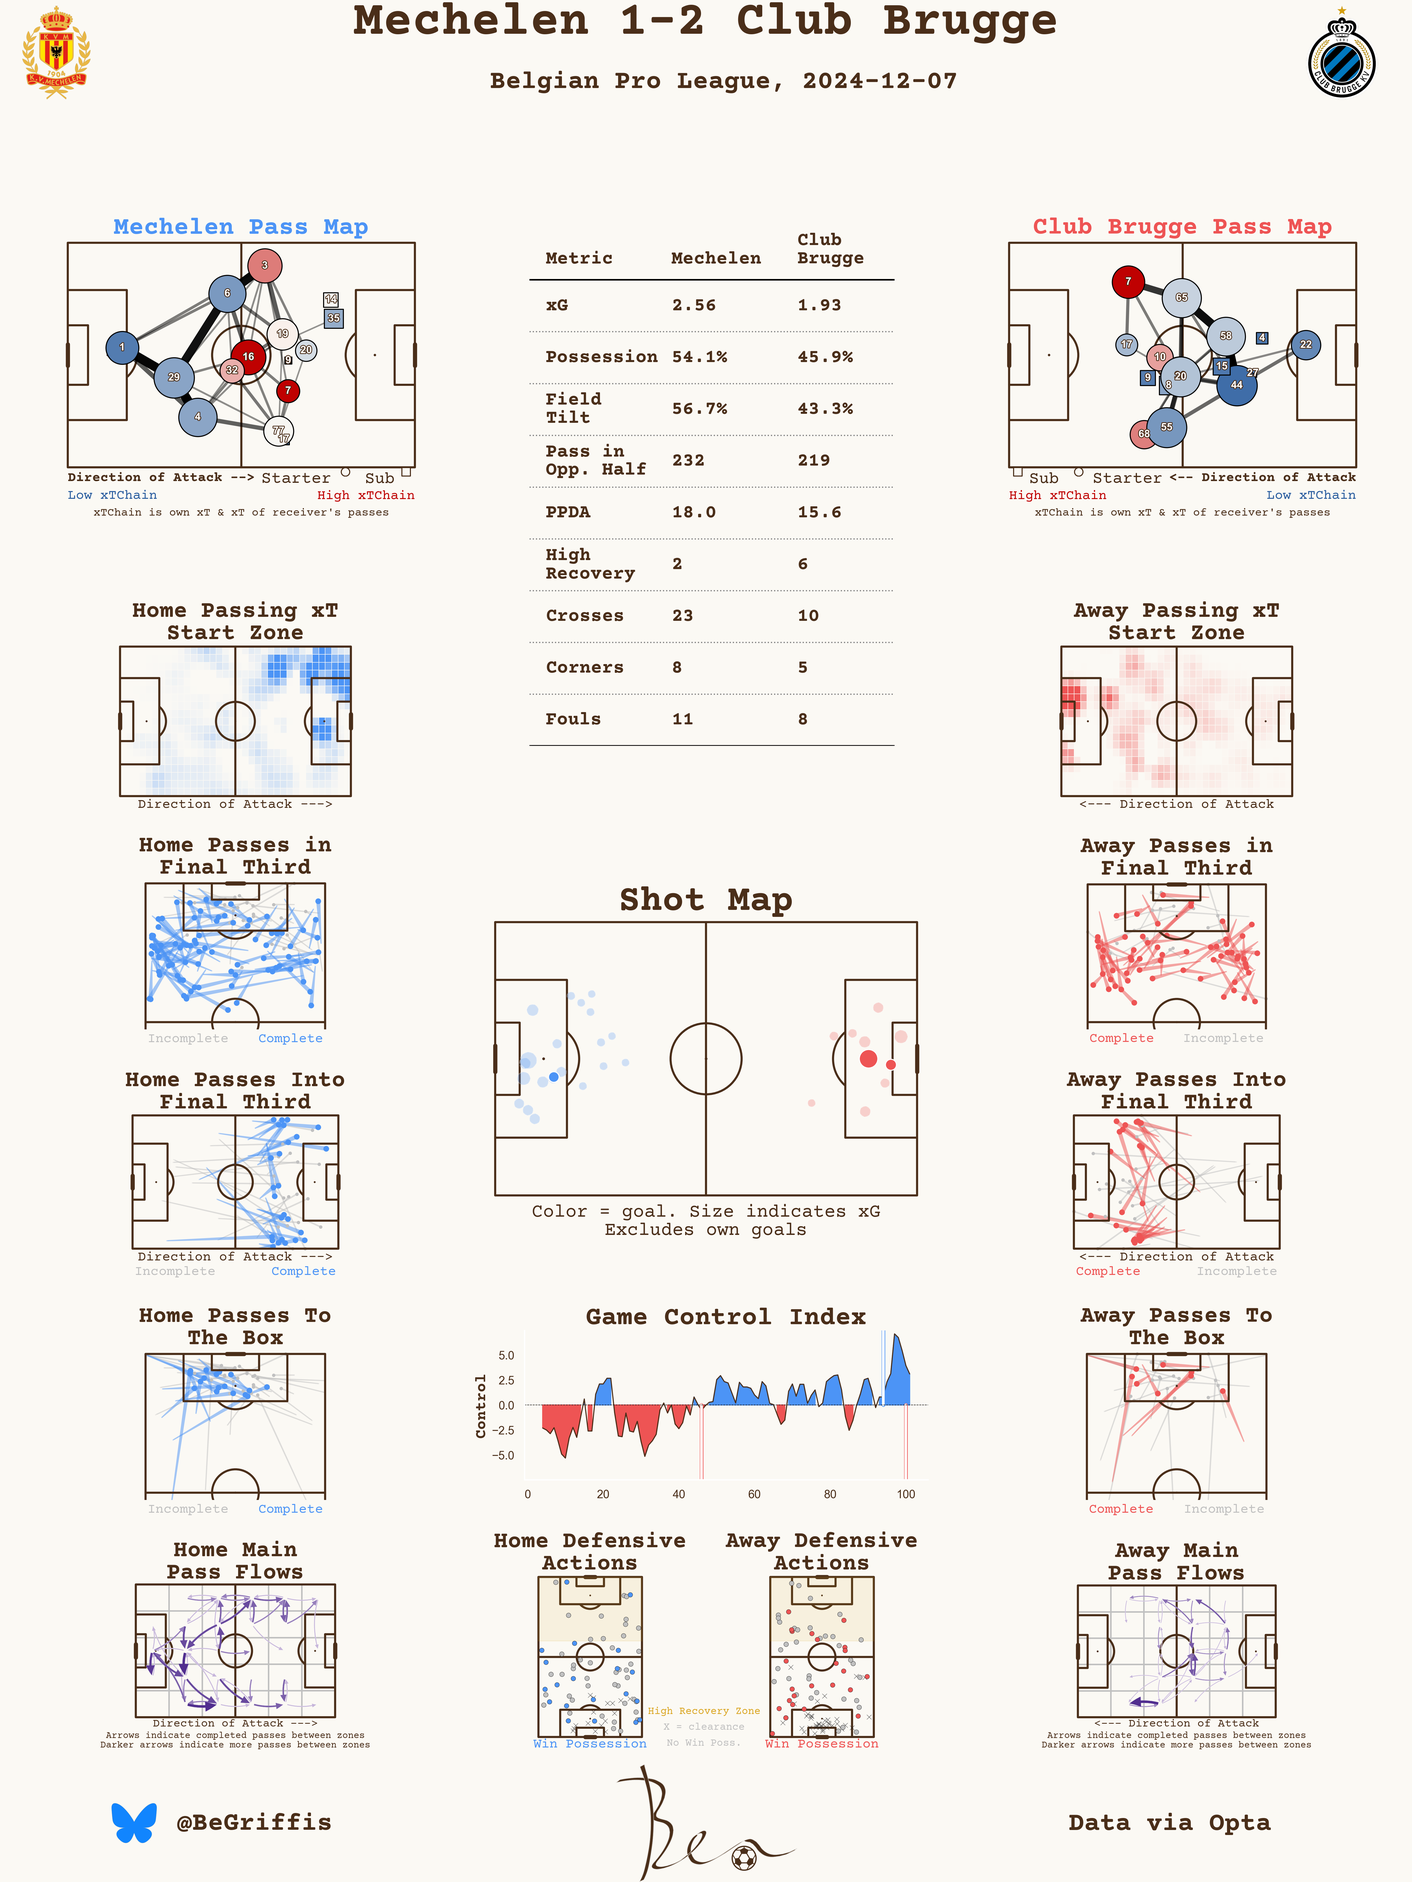 Mechelen 1-2 Club Brugge
Belgian Pro League, 2024-12-07
K V M
1904
K.V. MECHELEN
1891
CLUB BRUGGE KV
Mechelen Pass Map
3
6
14
35
19
1
16
9
20
32
29
7
4
77
17
Direction of Attack --> Starter Sub
Low xTChain High xTChain
xTChain is own xT & xT of receiver's passes
Metric Mechelen Club Brugge
xG 2.56 1.93
Possession 54.1% 45.9%
Field Tilt 56.7% 43.3%
Pass in Opp. Half 232 219
PPDA 18.0 15.6
High Recovery 2 6
Crosses 23 10
Corners 8 5
Fouls 11 8
Club Brugge Pass Map
7
65
58
4
17
22
10
15
27
9
20
8
44
68
55
Sub Starter <-- Direction of Attack
High xTChain Low xTChain
xTChain is own xT & xT of receiver's passes
Home Passing xT
Start Zone
Direction of Attack --->
Away Passing xT
Start Zone
<--- Direction of Attack
Home Passes in
Final Third
Incomplete Complete
Away Passes in
Final Third
Complete Incomplete
Shot Map
Color = goal. Size indicates xG
Excludes own goals
Home Passes Into
Final Third
Direction of Attack --->
Incomplete Complete
Away Passes Into
Final Third
<--- Direction of Attack
Complete Incomplete
Home Passes To
The Box
Incomplete Complete
Game Control Index
Control
5.0
2.5
0.0
−2.5
−5.0
0 20 40 60 80 100
Away Passes To
The Box
Complete Incomplete
Home Main
Pass Flows
Direction of Attack --->
Arrows indicate completed passes between zones
Darker arrows indicate more passes between zones
Home Defensive
Actions
Win Possession
Away Defensive
Actions
Win Possession
High Recovery Zone
X = clearance
No Win Poss.
Away Main
Pass Flows
<--- Direction of Attack
Arrows indicate completed passes between zones
Darker arrows indicate more passes between zones
@BeGriffis
Ben
Data via Opta